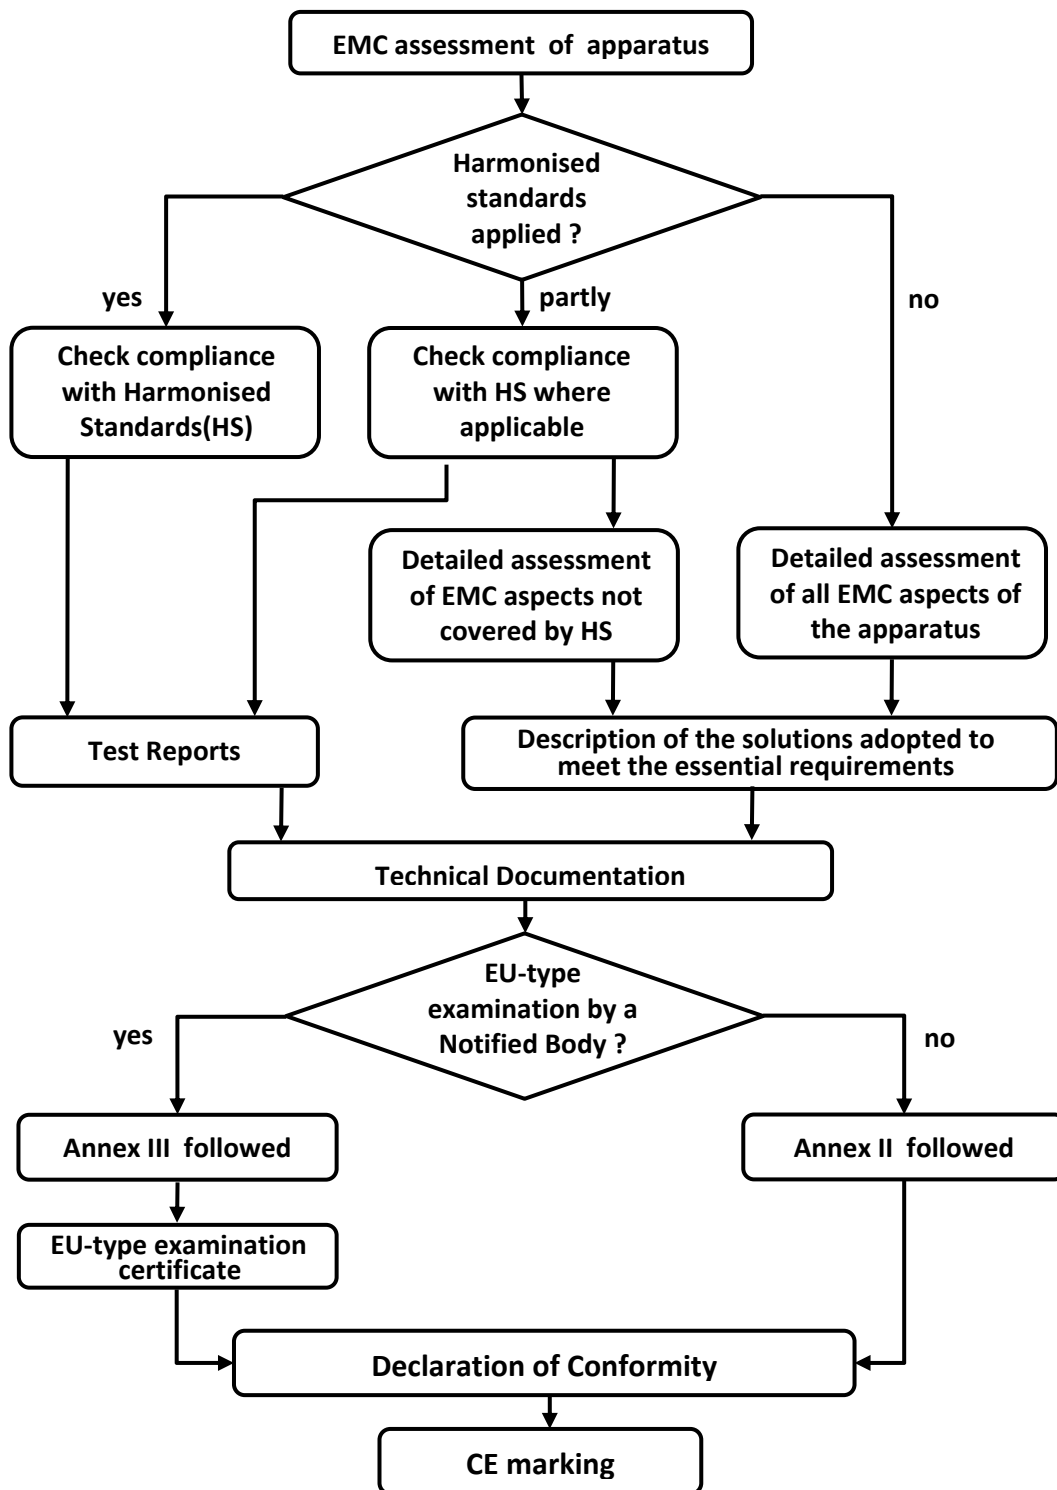 EMC assessment of apparatus
Harmonised
standards
applied ?
yes
partly
no
Check compliance
with Harmonised
Standards(HS)
Check compliance
with HS where
applicable
Detailed assessment
of EMC aspects not
covered by HS
Detailed assessment
of all EMC aspects of
the apparatus
Test Reports
Description of the solutions adopted to
meet the essential requirements
Technical Documentation
EU-type
examination by a
Notified Body ?
yes
no
Annex III followed
Annex II followed
EU-type examination
certificate
Declaration of Conformity
CE marking